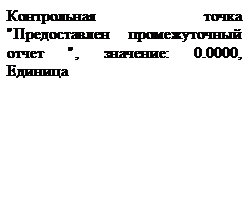 Контрольная точка
"Предоставлен промежуточный
отчет ", значение: 0.0000,
Единица